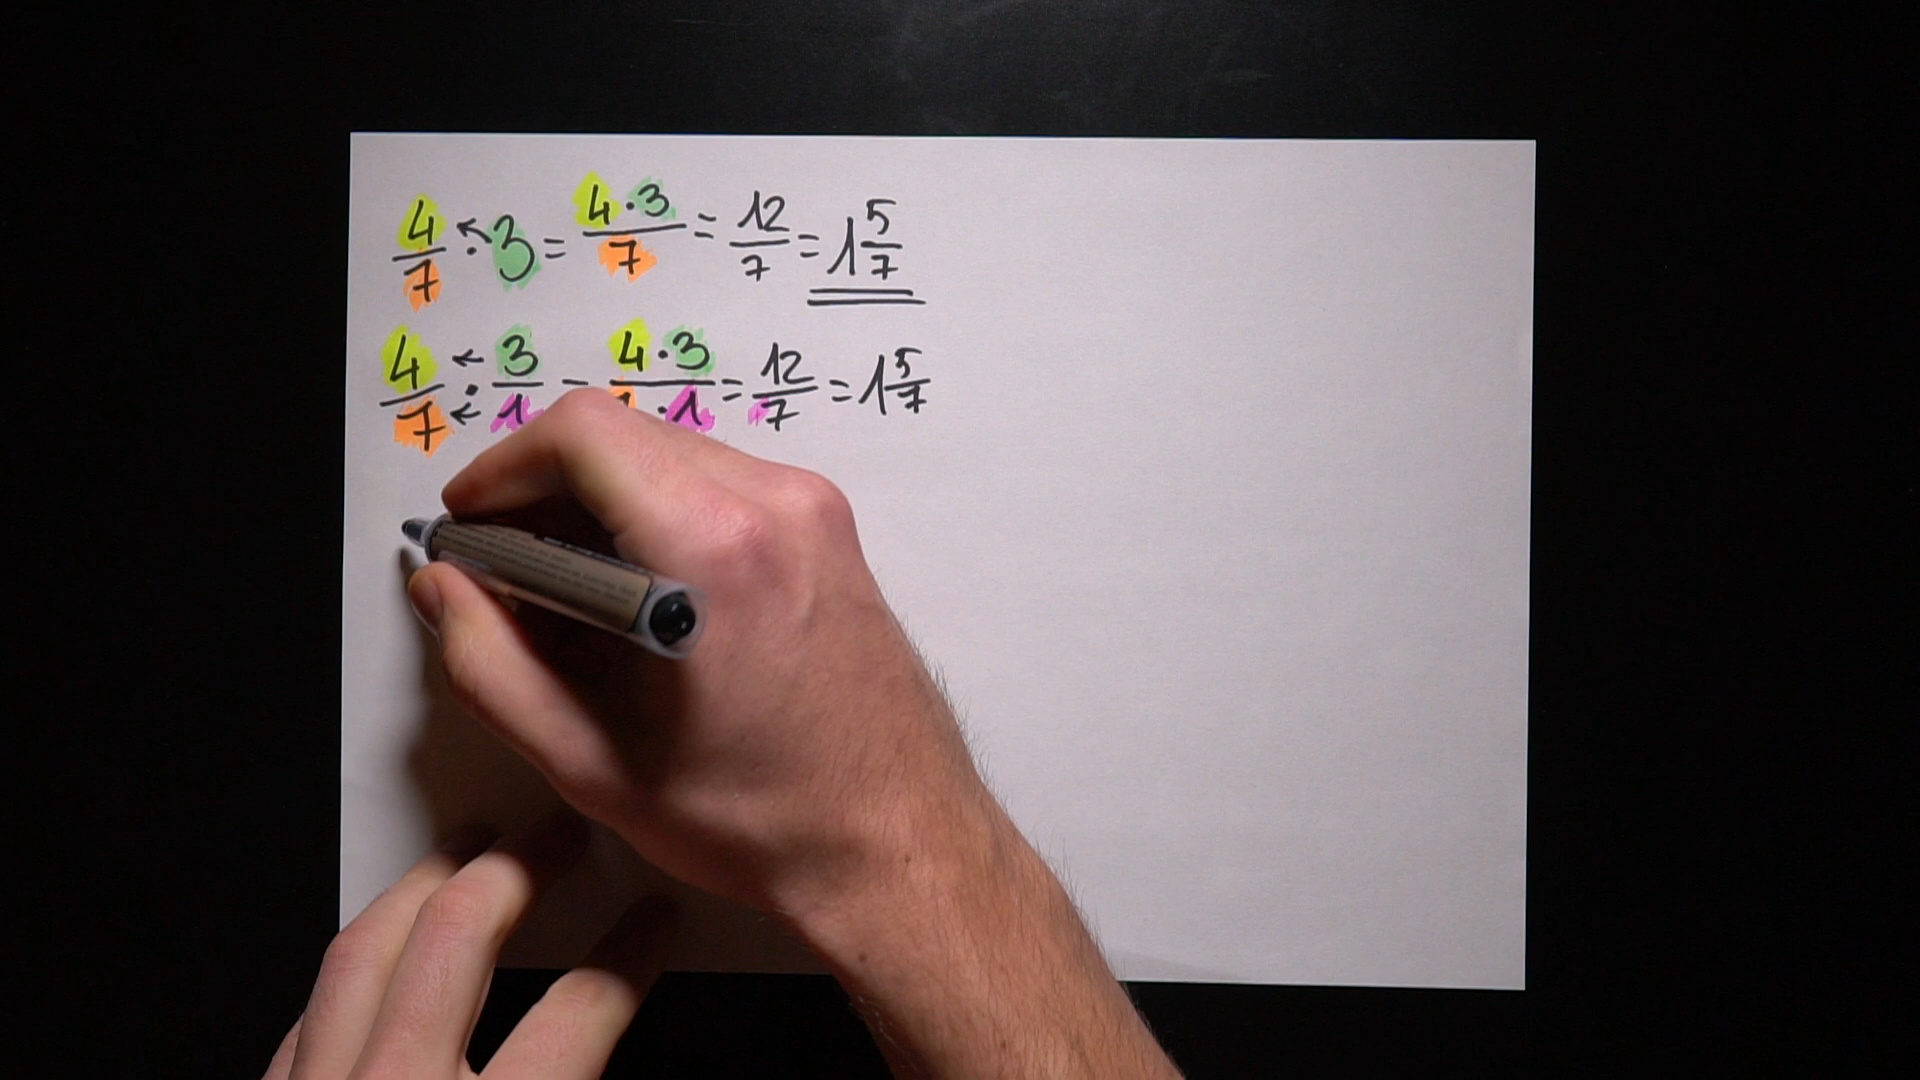 4/7 · 3 = 4·3/7 = 12/7 = 1 5/7
4/7 · 3/1 = 4·3/7·1 = 12/7 = 1 5/7